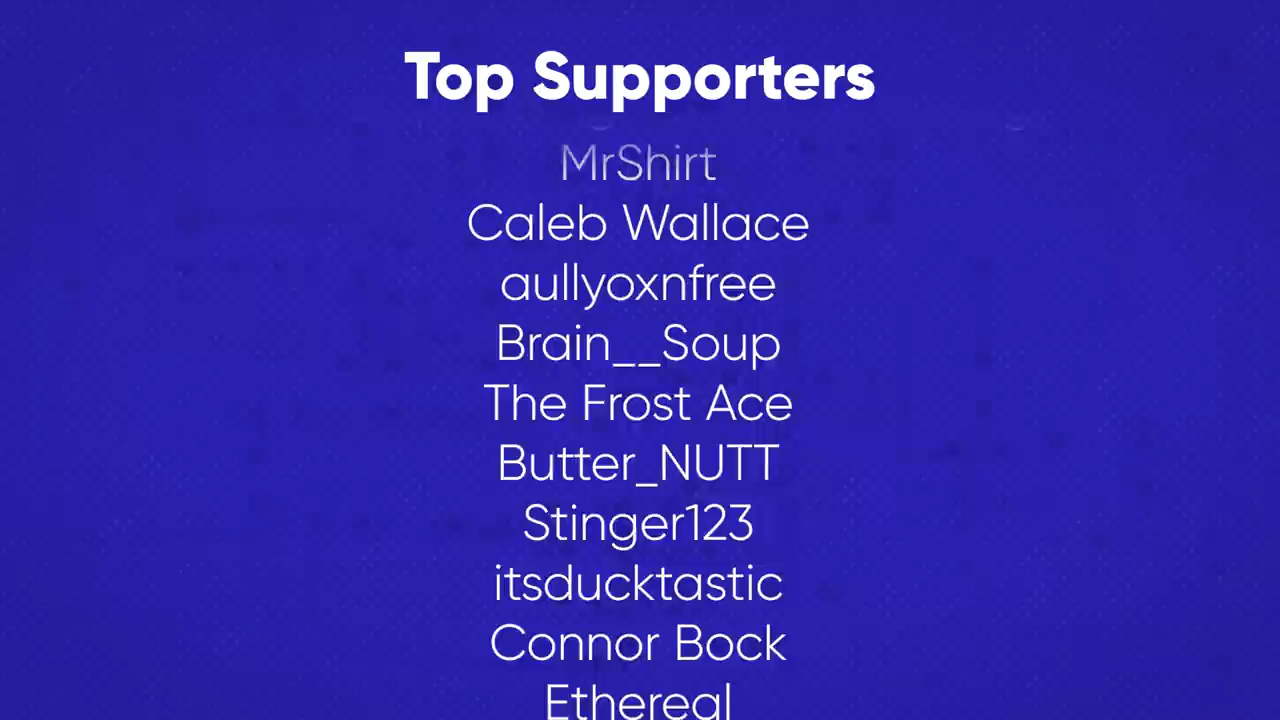 Top Supporters
MrShirt
Caleb Wallace
aullyoxnfree
Brain__Soup
The Frost Ace
Butter_NUTT
Stinger123
itsducktastic
Connor Bock
Ethereal